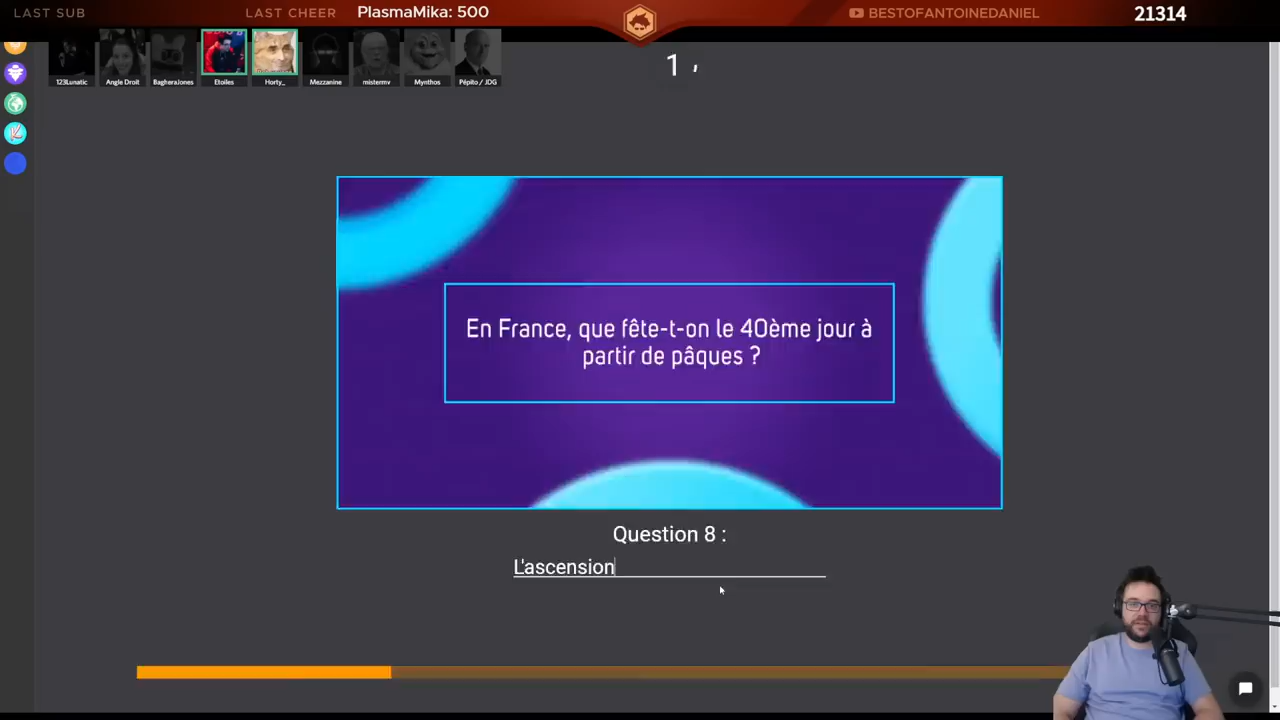 LAST SUB
LAST CHEER
PlasmaMika: 500
BESTOFANTOINEDANIEL
21314
123Lunatic
Angle Droit
BagheraJones
Etoiles
Horty_
Mezzanine
mistermv
Mynthos
Pépito / JDG
1 ,
En France, que fête-t-on le 40ème jour à
partir de pâques ?
Question 8 :
L'ascension